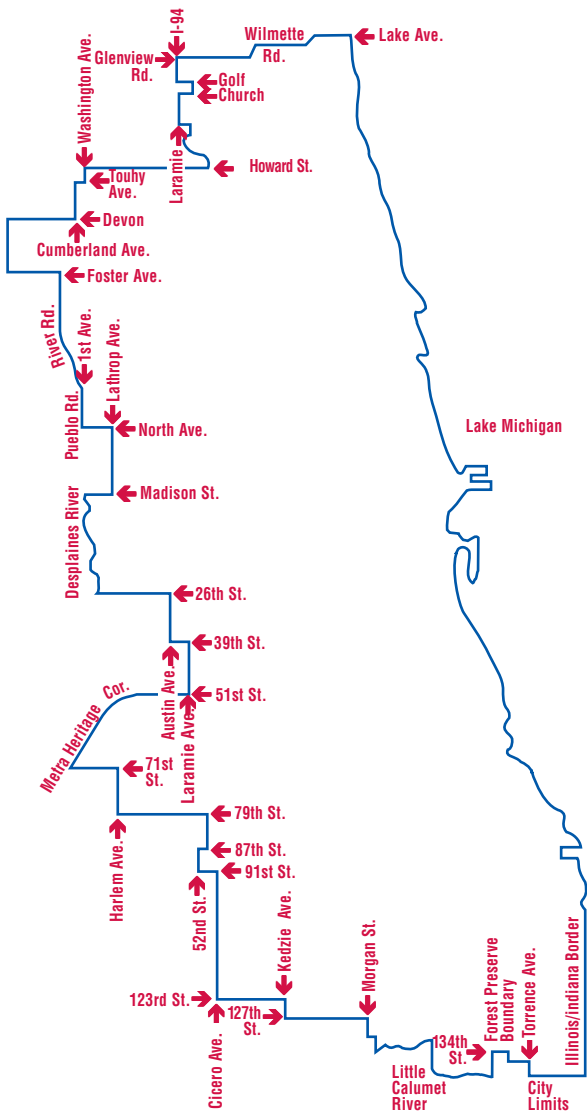 I-94
Wilmette
Rd.
Lake Ave.
Glenview
Rd.
Golf
Church
Washington Ave.
Laramie
Howard St.
Touhy
Ave.
Devon
Cumberland Ave.
Foster Ave.
River Rd.
1st Ave.
Lathrop Ave.
Pueblo Rd.
North Ave.
Lake Michigan
Madison St.
Desplaines River
26th St.
39th St.
Austin Ave.
51st St.
Laramie Ave.
Metra Heritage Cor.
71st
St.
Harlem Ave.
79th St.
87th St.
91st St.
52nd St.
Kedzie Ave.
Morgan St.
123rd St.
127th
St.
Cicero Ave.
Little
Calumet
River
134th
St.
Forest Preserve
Boundary
Torrence Ave.
Illinois/indiana Border
City
Limits